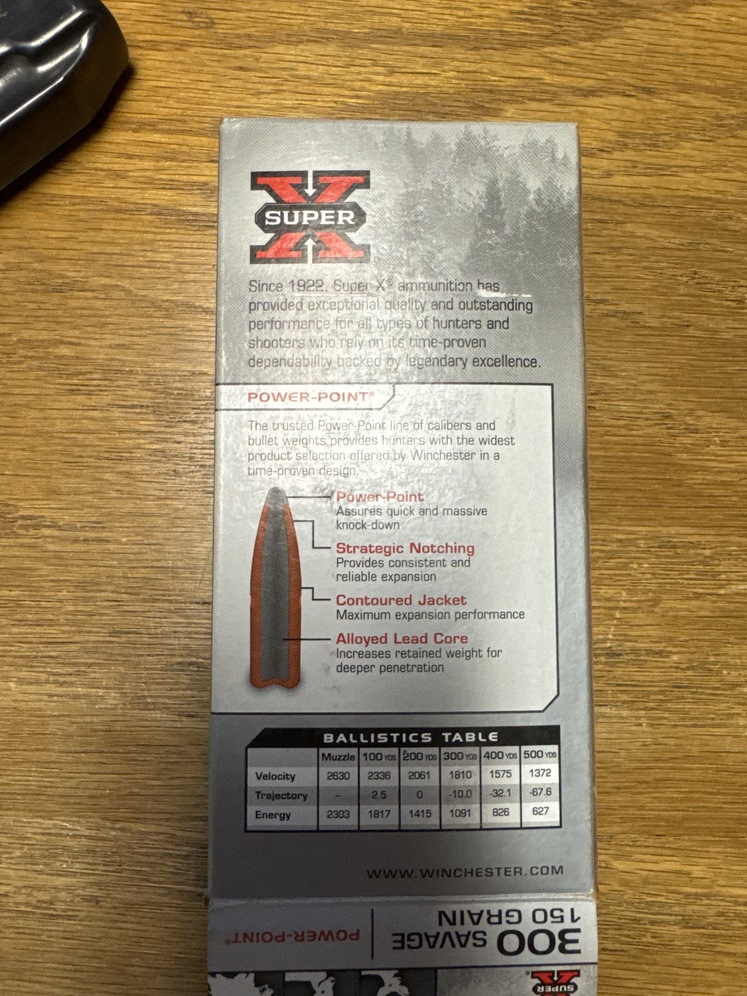 X
SUPER
Since 1922, Super-X® ammunition has
provided exceptional quality and outstanding
performance for all types of hunters and
shooters who rely on its time-proven
dependability backed by legendary excellence.
POWER-POINT®
The trusted Power-Point line of calibers and
bullet weights provides hunters with the widest
product selection offered by Winchester in a
time-proven design.
Power-Point
Assures quick and massive
knock-down
Strategic Notching
Provides consistent and
reliable expansion
Contoured Jacket
Maximum expansion performance
Alloyed Lead Core
Increases retained weight for
deeper penetration
BALLISTICS TABLE
Muzzle 100 YDS 200 YDS 300 YDS 400 YDS 500 YDS
Velocity 2630 2336 2061 1810 1575 1372
Trajectory – 2.5 0 -10.0 -32.1 -67.6
Energy 2303 1817 1415 1091 826 627
WWW.WINCHESTER.COM
300 SAVAGE
150 GRAIN
POWER-POINT®
SUPER
X